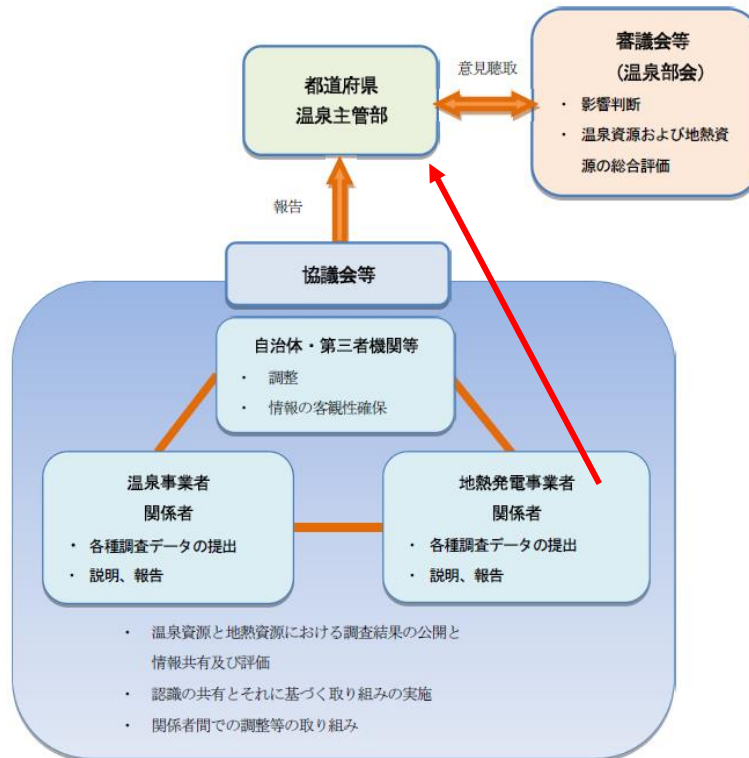 審議会等
(温泉部会)
・ 影響判断
・ 温泉資源および地熱資
源の総合評価
意見聴取
都道府県
温泉主管部
報告
協議会等
自治体・第三者機関等
・ 調整
・ 情報の客観性確保
温泉事業者
関係者
・ 各種調査データの提出
・ 説明、報告
地熱発電事業者
関係者
・ 各種調査データの提出
・ 説明、報告
・ 温泉資源と地熱資源における調査結果の公開と
情報共有及び評価
・ 認識の共有とそれに基づく取り組みの実施
・ 関係者間での調整等の取り組み